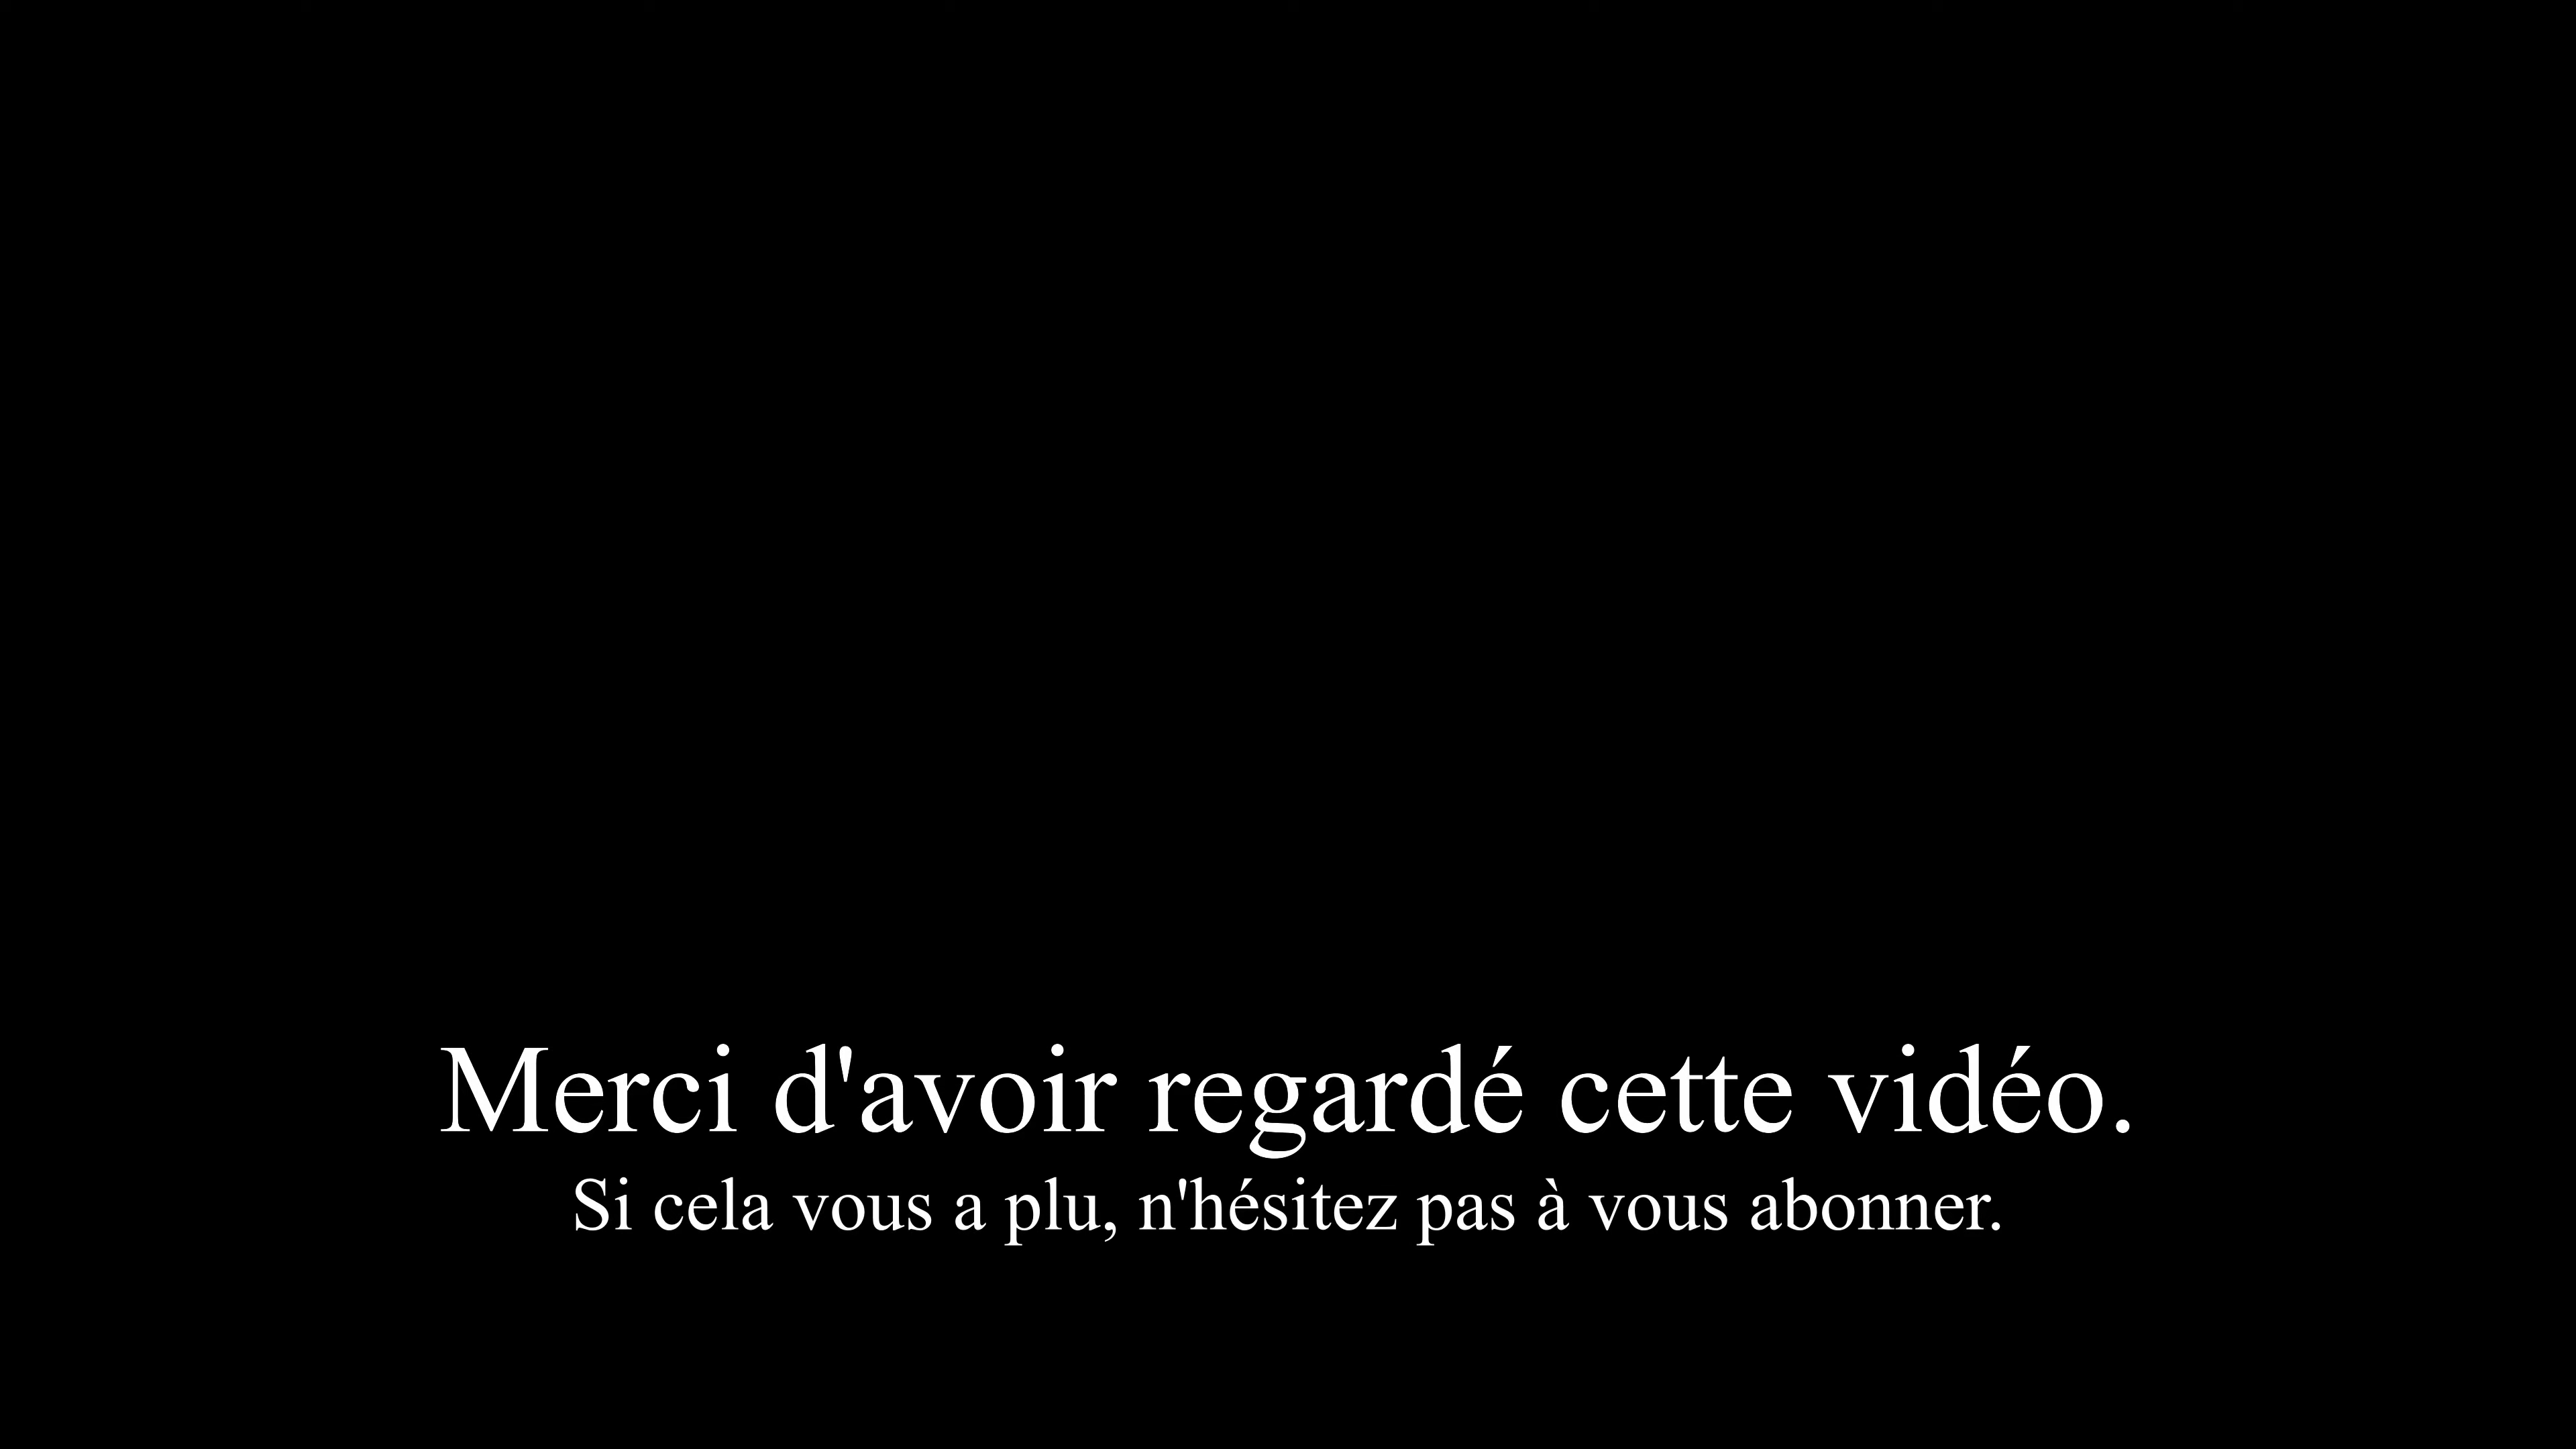 Merci d'avoir regardé cette vidéo.
Si cela vous a plu, n'hésitez pas à vous abonner.